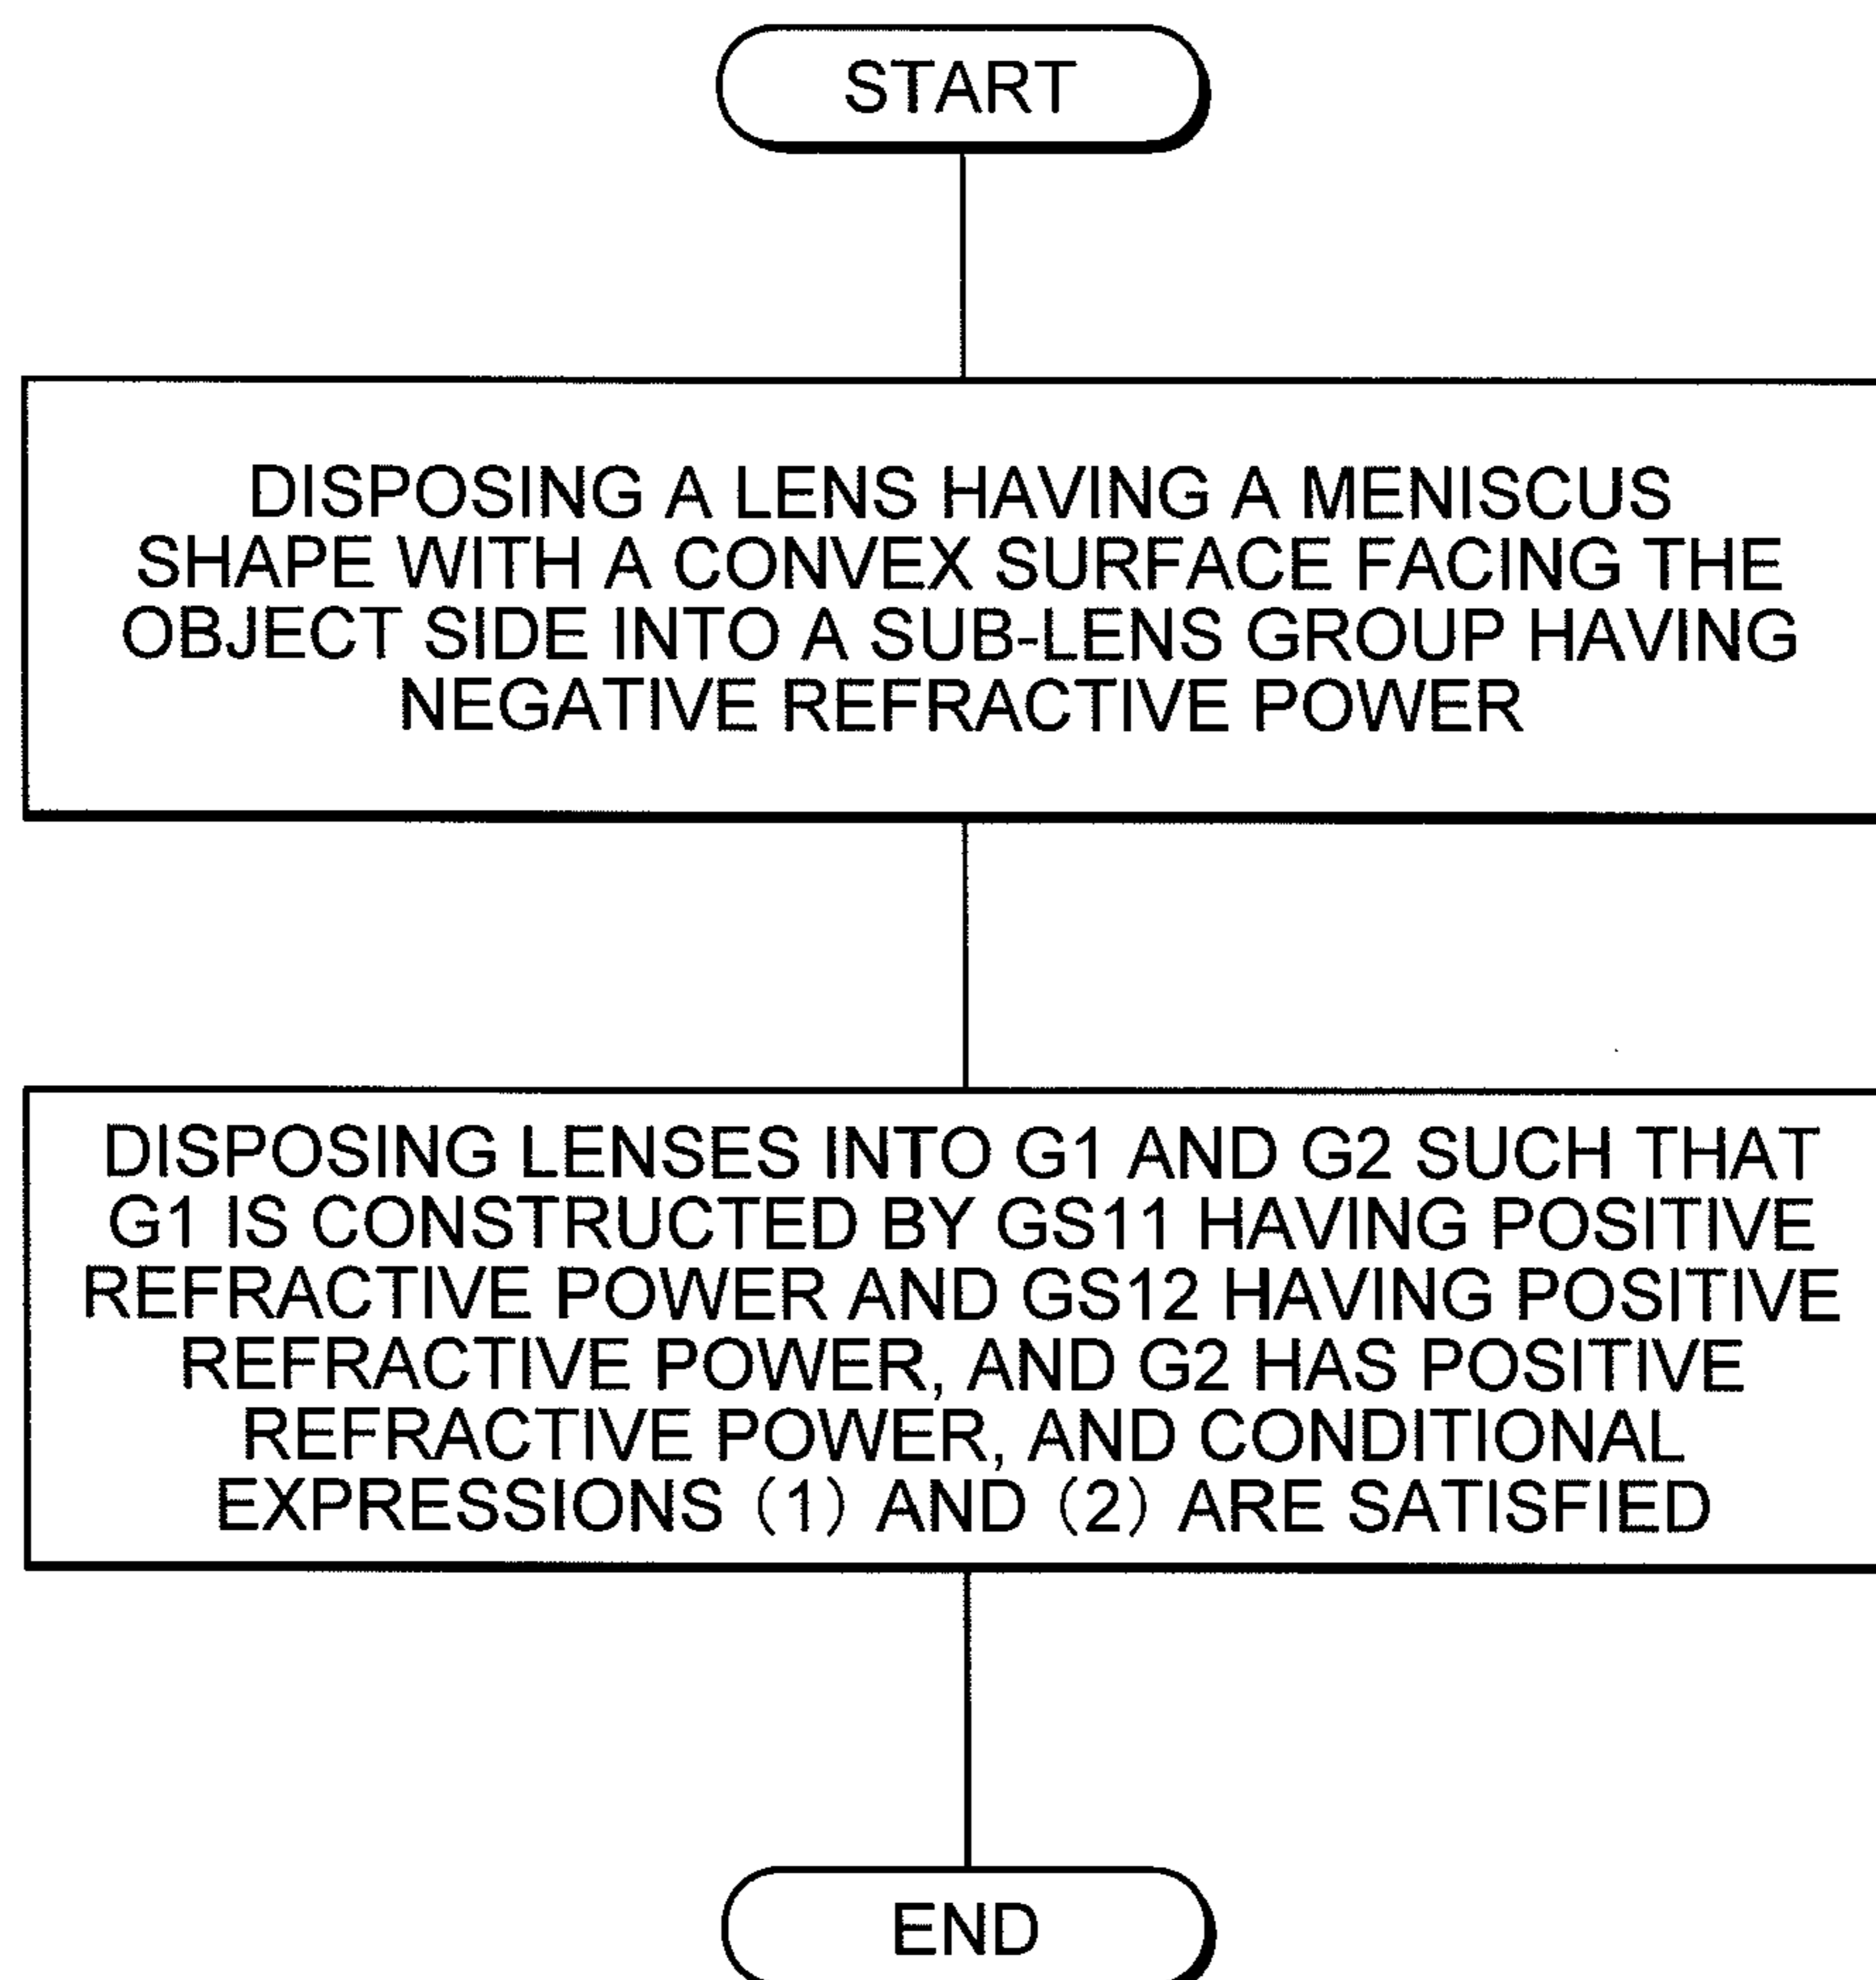 START
DISPOSING A LENS HAVING A MENISCUS
SHAPE WITH A CONVEX SURFACE FACING THE
OBJECT SIDE INTO A SUB-LENS GROUP HAVING
NEGATIVE REFRACTIVE POWER
DISPOSING LENSES INTO G1 AND G2 SUCH THAT
G1 IS CONSTRUCTED BY GS11 HAVING POSITIVE
REFRACTIVE POWER AND GS12 HAVING POSITIVE
REFRACTIVE POWER, AND G2 HAS POSITIVE
REFRACTIVE POWER, AND CONDITIONAL
EXPRESSIONS (1) AND (2) ARE SATISFIED
END